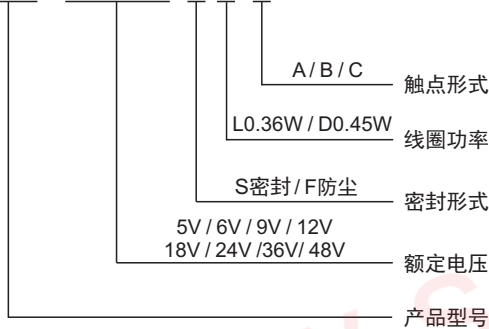 A / B / C
触点形式
L0.36W / D0.45W
线圈功率
S密封 / F防尘
密封形式
5V / 6V / 9V / 12V
18V / 24V /36V/ 48V
额定电压
产品型号